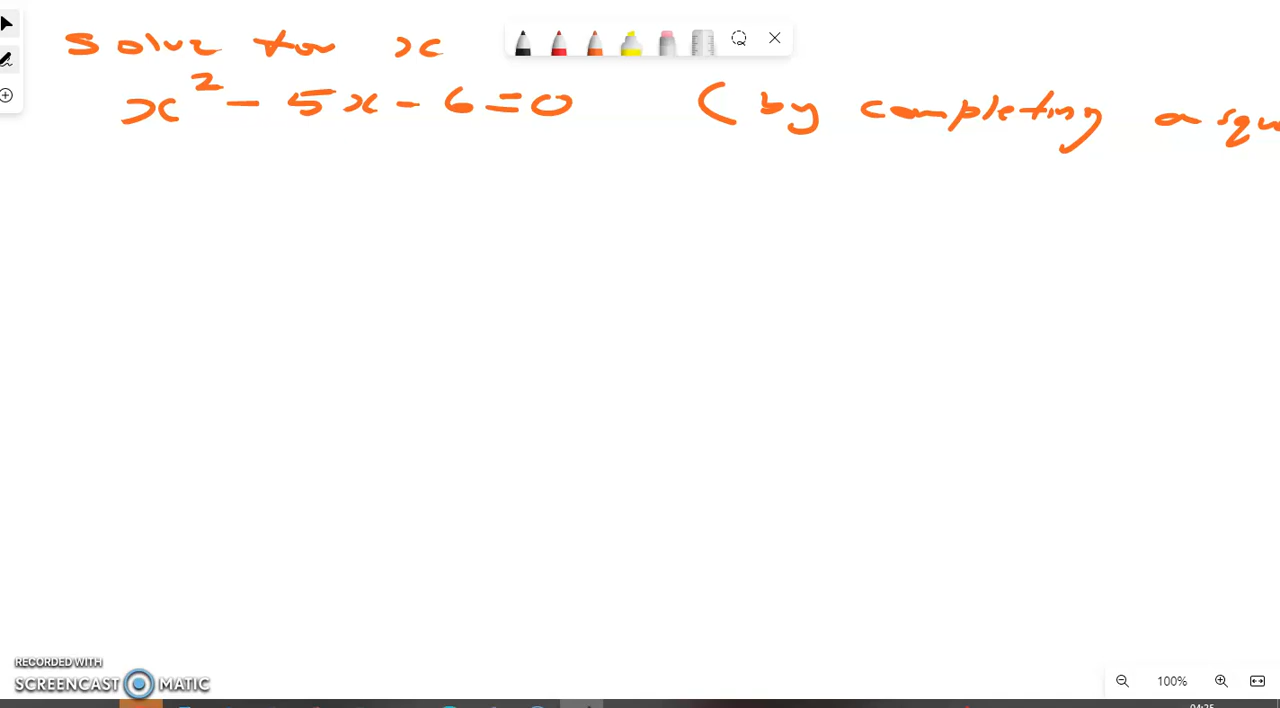 Solve for x
x² - 5x - 6 = 0 (by completing a squ
RECORDED WITH
SCREENCAST MATIC
100%